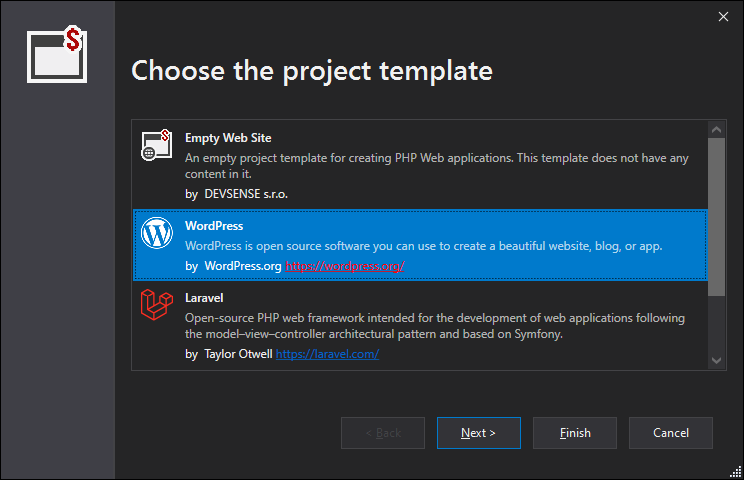 Choose the project template
Empty Web Site
An empty project template for creating PHP Web applications. This template does not have any
content in it.
by DEVSENSE s.r.o.
WordPress
WordPress is open source software you can use to create a beautiful website, blog, or app.
by WordPress.org https://wordpress.org/
Laravel
Open-source PHP web framework intended for the development of web applications following
the model–view–controller architectural pattern and based on Symfony.
by Taylor Otwell https://laravel.com/
< Back
Next >
Finish
Cancel